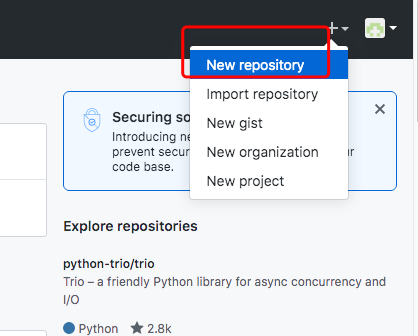 New repository
Import repository
New gist
New organization
New project
Securing so
Introducing ne
prevent secur
ur
code base.
Explore repositories
python-trio/trio
Trio – a friendly Python library for async concurrency and
I/O
Python 2.8k